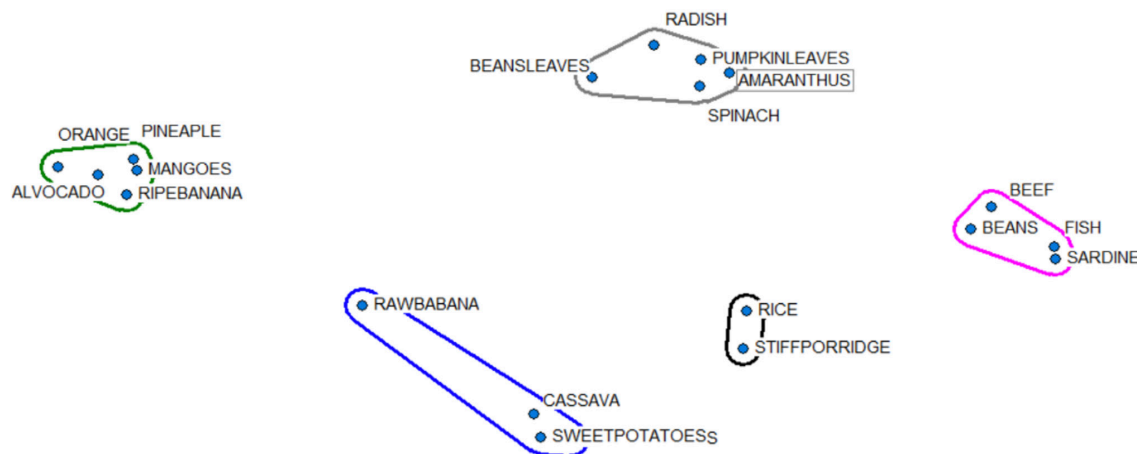 RADISH
BEANSLEAVES
PUMPKINLEAVES
AMARANTHUS
SPINACH
ORANGE
PINEAPLE
MANGOES
ALVOCADO
RIPEBANANA
BEEF
BEANS
FISH
SARDINE
RAWBABANA
RICE
STIFFPORRIDGE
CASSAVA
SWEETPOTATOESS